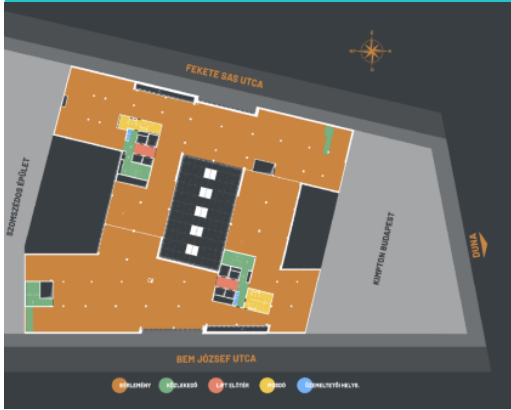 FEKETE SAS UTCA
SZOMSZÉDOS ÉPÜLET
KIMPTON BUDAPEST
DUNA
BEM JÓZSEF UTCA
BÉRLEMÉNY
KÖZLEKEDŐ
LIFT ELŐTÉR
MOSDÓ
ÜZEMELTETŐI HELYS.